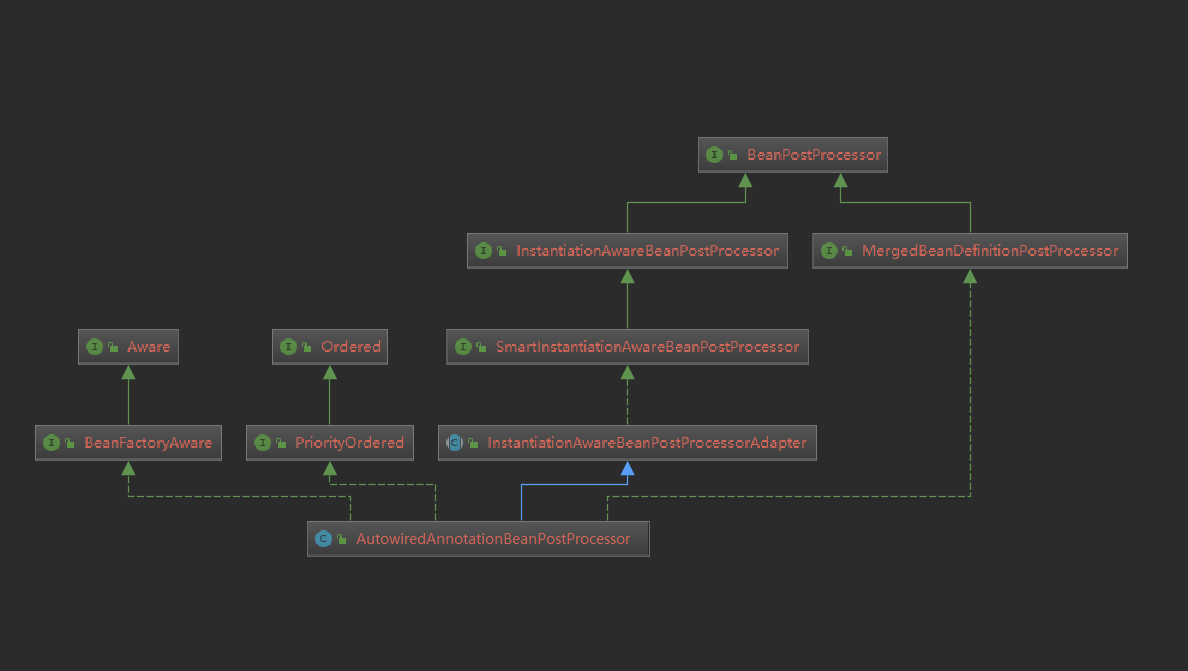 BeanPostProcessor
InstantiationAwareBeanPostProcessor
MergedBeanDefinitionPostProcessor
Aware
Ordered
SmartInstantiationAwareBeanPostProcessor
BeanFactoryAware
PriorityOrdered
InstantiationAwareBeanPostProcessorAdapter
AutowiredAnnotationBeanPostProcessor